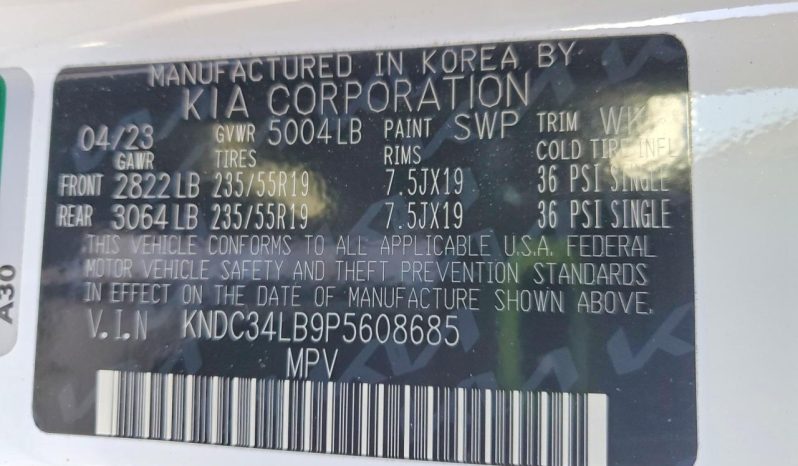 MANUFACTURED IN KOREA BY
KIA CORPORATION
04/23 GVWR 5004LB PAINT SWP TRIM WK
GAWR TIRES RIMS COLD TIRE INFL
FRONT 2822LB 235/55R19 7.5JX19 36 PSI SINGLE
REAR 3064LB 235/55R19 7.5JX19 36 PSI SINGLE
THIS VEHICLE CONFORMS TO ALL APPLICABLE U.S.A. FEDERAL
MOTOR VEHICLE SAFETY AND THEFT PREVENTION STANDARDS
IN EFFECT ON THE DATE OF MANUFACTURE SHOWN ABOVE.
V.I.N KNDC34LB9P5608685
MPV
A30